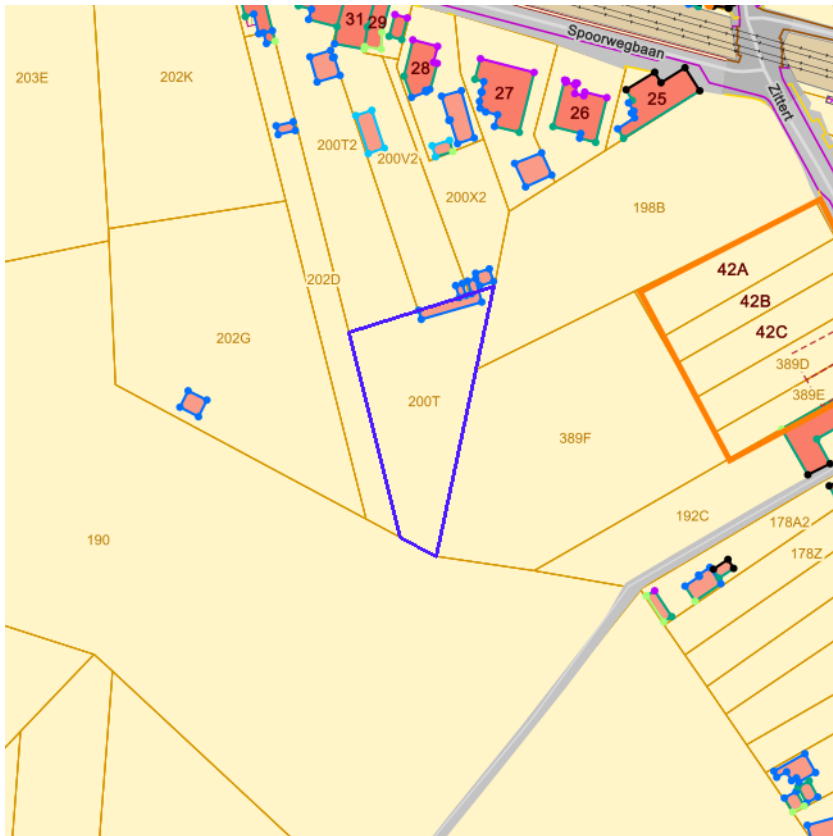 31 29
Spoorwegbaan
28
203E
202K
27
25
26
Zittert
200T2
200V2
200X2
198B
42A
202D
42B
42C
202G
389D
389E
200T
389F
192C
178A2
190
178Z